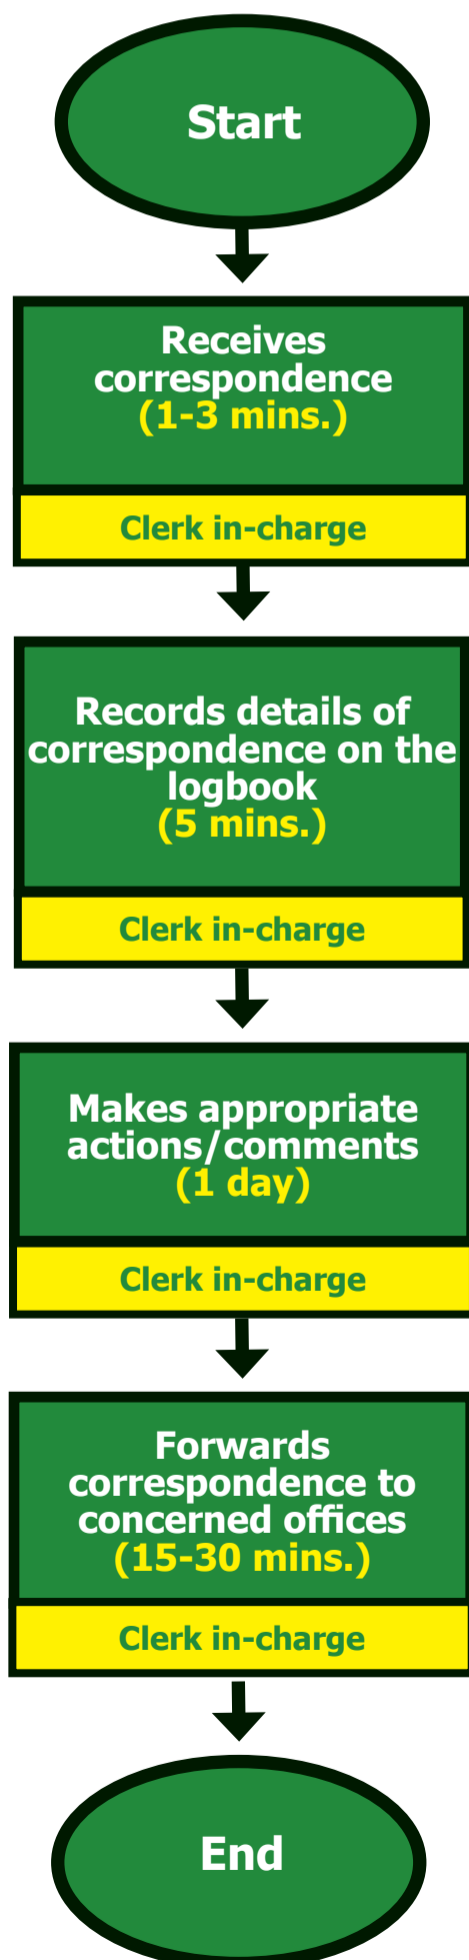 Start
Receives
correspondence
(1-3 mins.)
Clerk in-charge
Records details of
correspondence on the
logbook
(5 mins.)
Clerk in-charge
Makes appropriate
actions/comments
(1 day)
Clerk in-charge
Forwards
correspondence to
concerned offices
(15-30 mins.)
Clerk in-charge
End